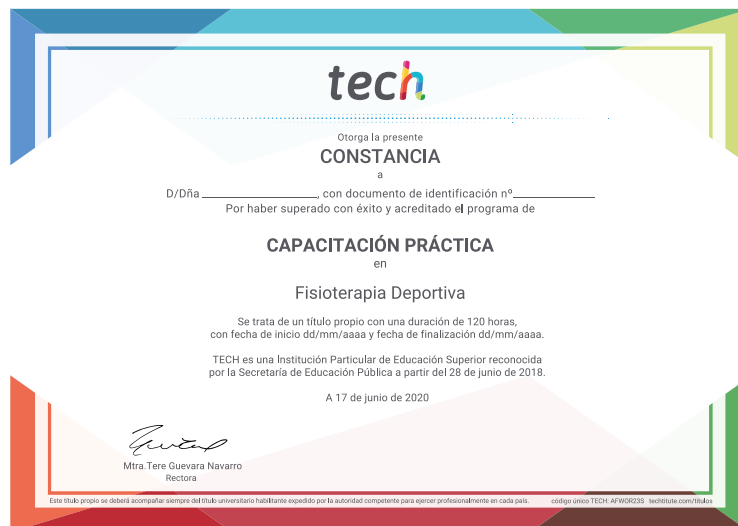 tech
Otorga la presente
CONSTANCIA
a
D/Dña ____________________, con documento de identificación nº______________
Por haber superado con éxito y acreditado el programa de
CAPACITACIÓN PRÁCTICA
en
Fisioterapia Deportiva
Se trata de un título propio con una duración de 120 horas,
con fecha de inicio dd/mm/aaaa y fecha de finalización dd/mm/aaaa.
TECH es una Institución Particular de Educación Superior reconocida
por la Secretaría de Educación Pública a partir del 28 de junio de 2018.
A 17 de junio de 2020
Mtra.Tere Guevara Navarro
Rectora
Este título propio se deberá acompañar siempre del título universitario habilitante expedido por la autoridad competente para ejercer profesionalmente en cada país. código único TECH: AFWOR23S techtitute.com/titulos